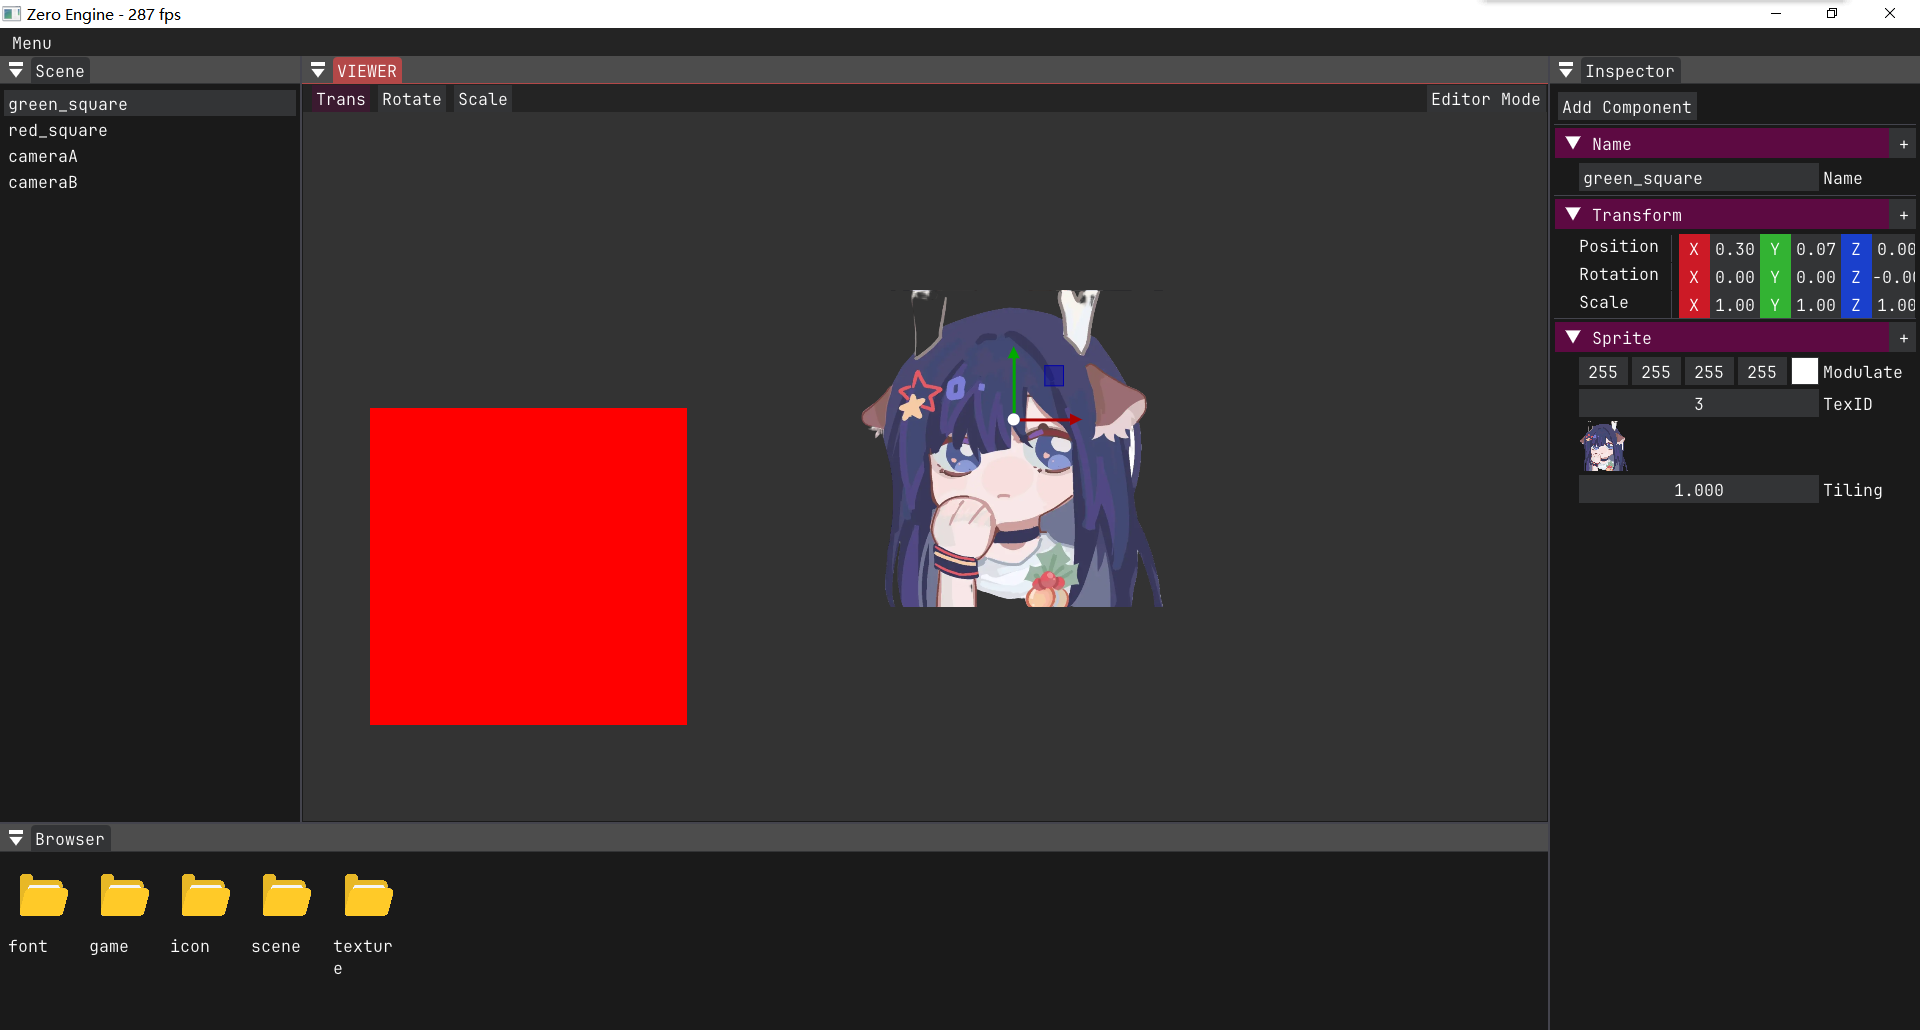 Zero Engine - 287 fps
Menu
Scene
green_square
red_square
cameraA
cameraB
VIEWER
Trans Rotate Scale Editor Mode
Inspector
Add Component
Name +
green_square Name
Transform +
Position X 0.30 Y 0.07 Z 0.00
Rotation X 0.00 Y 0.00 Z -0.00
Scale X 1.00 Y 1.00 Z 1.00
Sprite +
255 255 255 255 Modulate
3 TexID
1.000 Tiling
Browser
font game icon scene textur
e